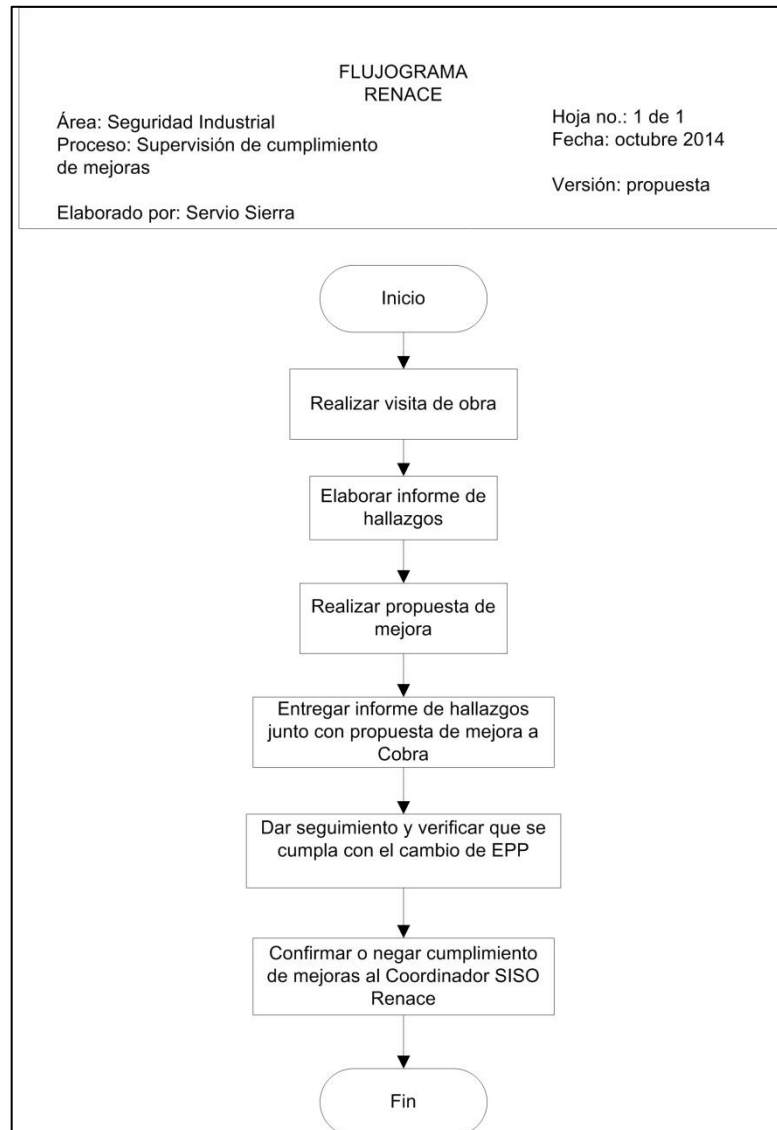 FLUJOGRAMA
RENACE
Área: Seguridad Industrial
Proceso: Supervisión de cumplimiento
de mejoras
Elaborado por: Servio Sierra
Hoja no.: 1 de 1
Fecha: octubre 2014
Versión: propuesta
Inicio
Realizar visita de obra
Elaborar informe de
hallazgos
Realizar propuesta de
mejora
Entregar informe de hallazgos
junto con propuesta de mejora a
Cobra
Dar seguimiento y verificar que se
cumpla con el cambio de EPP
Confirmar o negar cumplimiento
de mejoras al Coordinador SISO
Renace
Fin